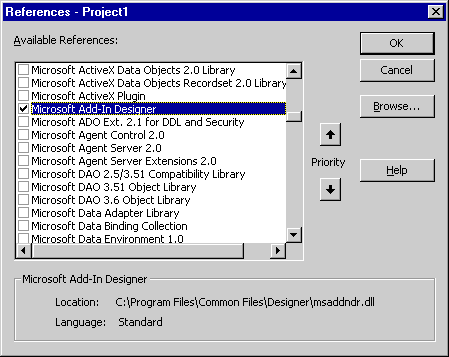 References - Project1
Available References:
Microsoft ActiveX Data Objects 2.0 Library
Microsoft ActiveX Data Objects Recordset 2.0 Library
Microsoft ActiveX Plugin
Microsoft Add-In Designer
Microsoft ADO Ext. 2.1 for DDL and Security
Microsoft Agent Control 2.0
Microsoft Agent Server 2.0
Microsoft Agent Server Extensions 2.0
Microsoft DAO 2.5/3.51 Compatibility Library
Microsoft DAO 3.51 Object Library
Microsoft DAO 3.6 Object Library
Microsoft Data Adapter Library
Microsoft Data Binding Collection
Microsoft Data Environment 1.0
Priority
OK
Cancel
Browse...
Help
Microsoft Add-In Designer
Location: C:\Program Files\Common Files\Designer\msaddndr.dll
Language: Standard